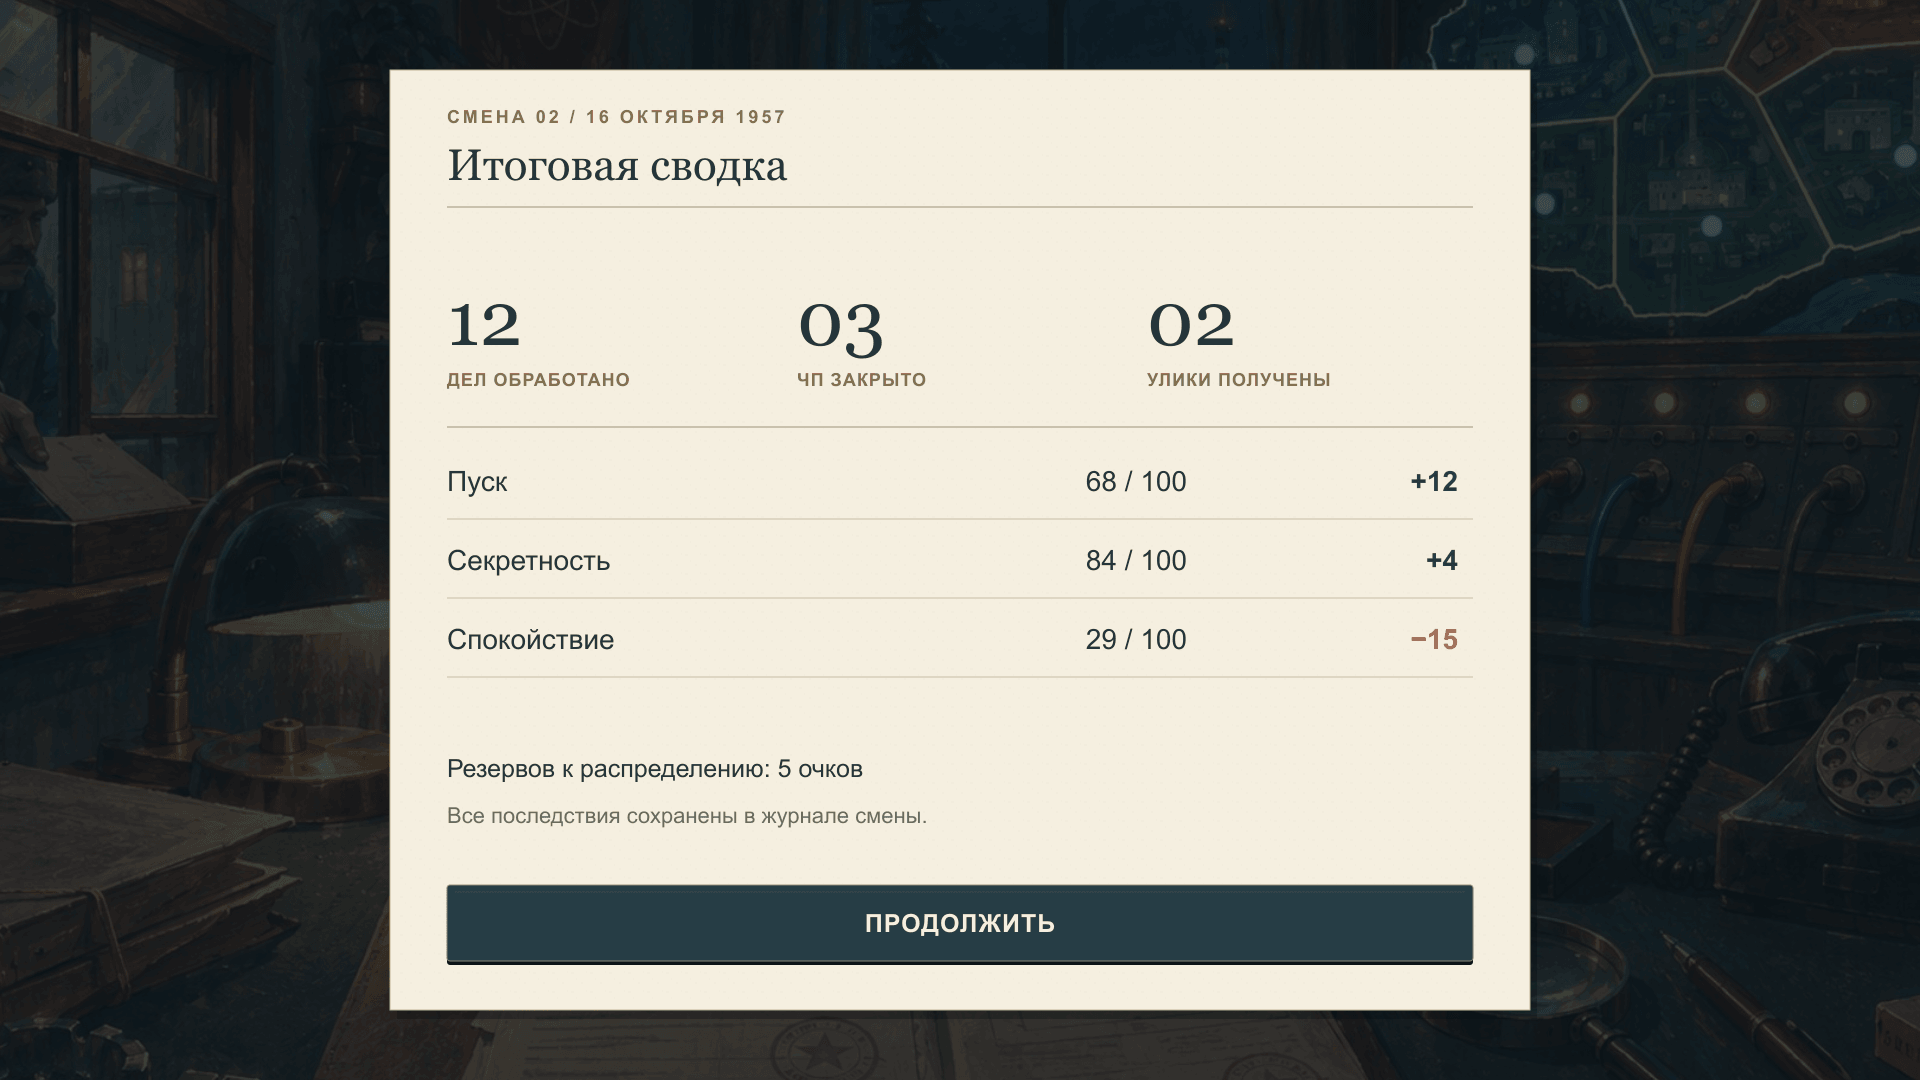 СМЕНА 02 / 16 ОКТЯБРЯ 1957
Итоговая сводка
12
ДЕЛ ОБРАБОТАНО
03
ЧП ЗАКРЫТО
02
УЛИКИ ПОЛУЧЕНЫ
Пуск 68 / 100 +12
Секретность 84 / 100 +4
Спокойствие 29 / 100 −15
Резервов к распределению: 5 очков
Все последствия сохранены в журнале смены.
ПРОДОЛЖИТЬ